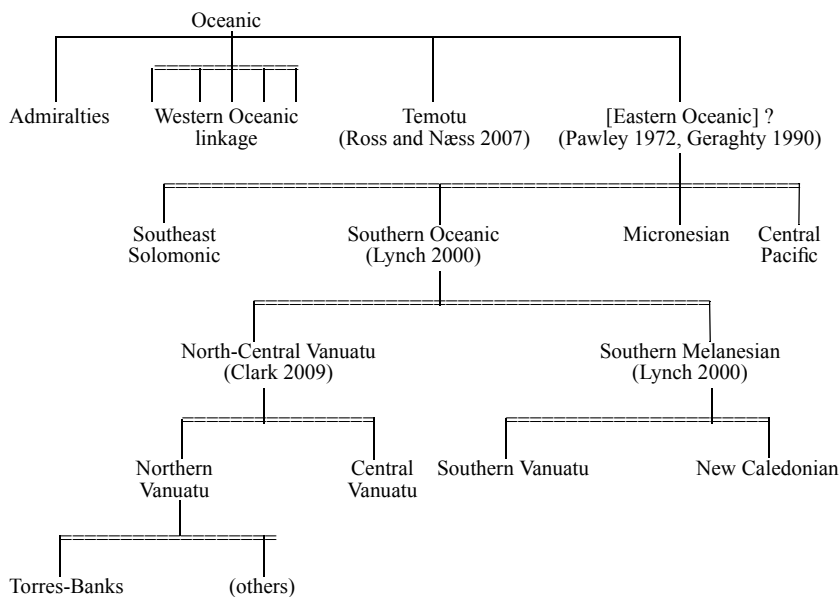 Oceanic
Admiralties
Western Oceanic
linkage
Temotu
(Ross and Næss 2007)
[Eastern Oceanic] ?
(Pawley 1972, Geraghty 1990)
Southeast
Solomonic
Southern Oceanic
(Lynch 2000)
Micronesian
Central
Pacific
North-Central Vanuatu
(Clark 2009)
Southern Melanesian
(Lynch 2000)
Northern
Vanuatu
Central
Vanuatu
Southern Vanuatu
New Caledonian
Torres-Banks
(others)